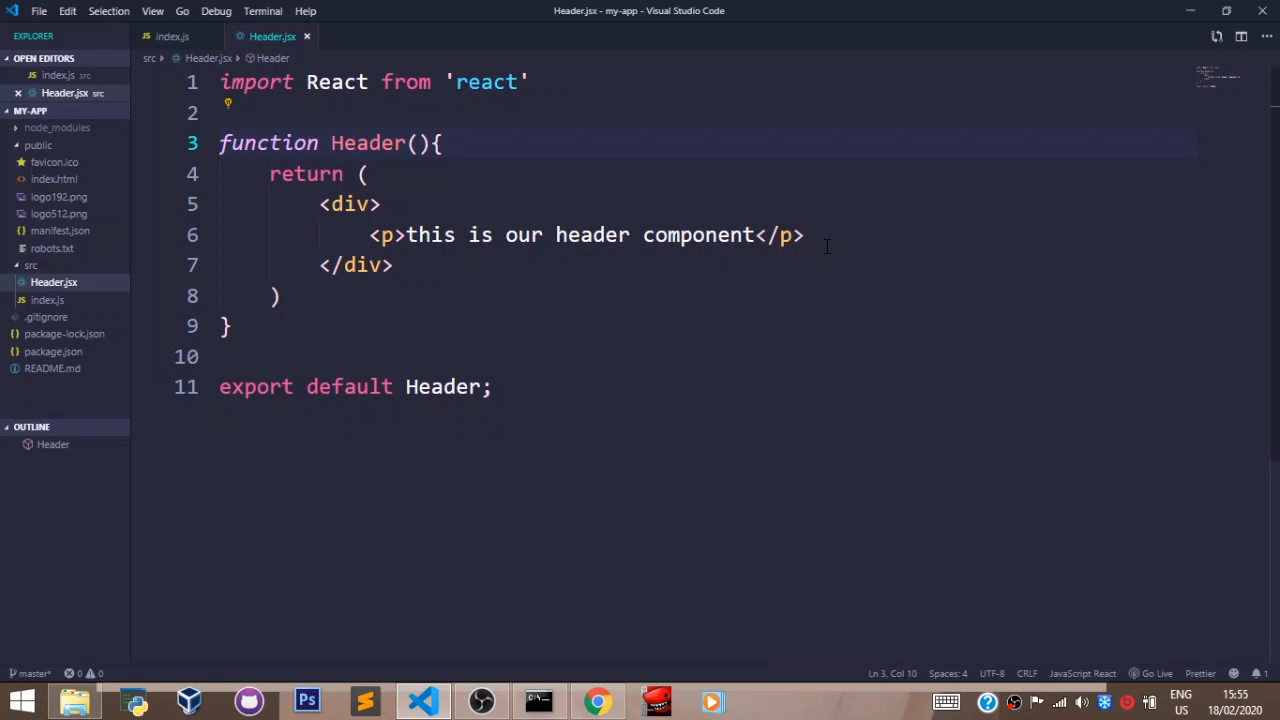 File Edit Selection View Go Debug Terminal Help
Header.jsx - my-app - Visual Studio Code
EXPLORER
index.js
Header.jsx
OPEN EDITORS
index.js src
Header.jsx src
MY-APP
node_modules
public
favicon.ico
index.html
logo192.png
logo512.png
manifest.json
robots.txt
src
Header.jsx
index.js
.gitignore
package-lock.json
package.json
README.md
OUTLINE
Header
src Header.jsx Header
1 import React from 'react'
2
3 function Header(){
4 return (
5 <div>
6 <p>this is our header component</p>
7 </div>
8 )
9 }
10
11 export default Header;
master* 0 0
Ln 3, Col 10 Spaces: 4 UTF-8 CRLF JavaScript React Go Live Prettier 1
Ps
ENG
US
15:55
18/02/2020